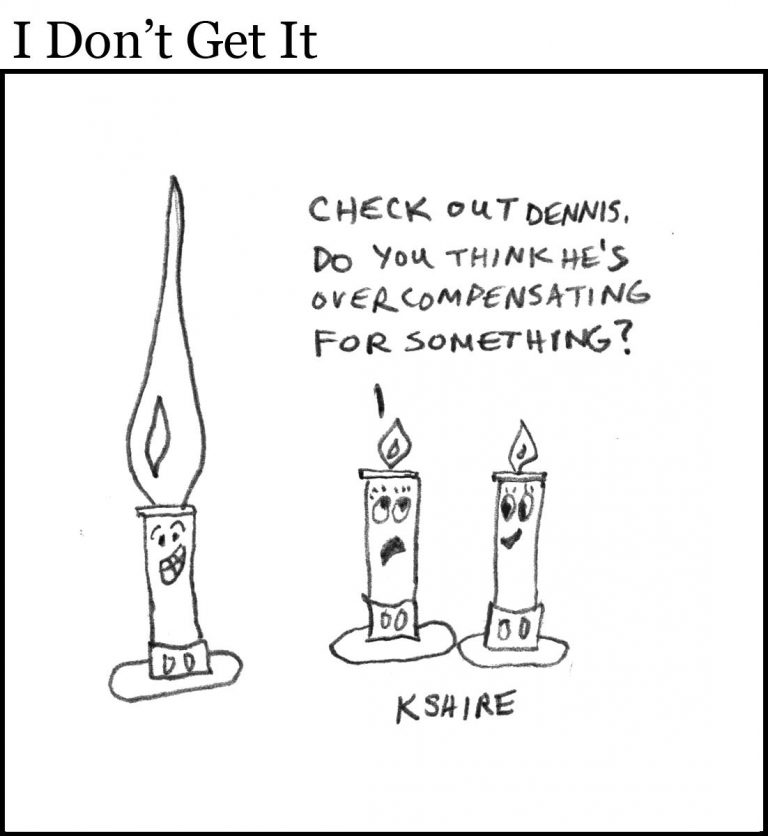 I Don’t Get It
CHECK OUT DENNIS.
DO YOU THINK HE'S
OVERCOMPENSATING
FOR SOMETHING?
KSHIRE